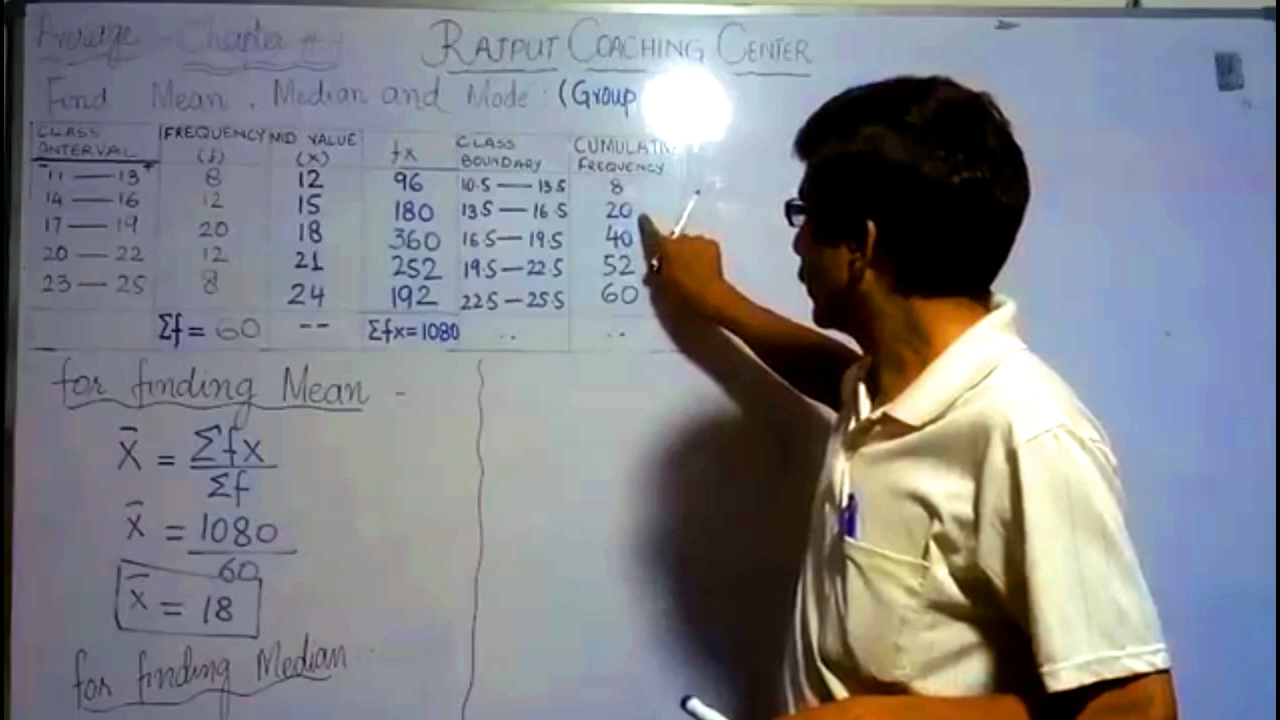 Average - Chapter # 4 RAJPUT COACHING CENTER
Find Mean, Median and Mode: (Group
CLASS INTERVAL FREQUENCY (f) MID VALUE (x) fx CLASS BOUNDARY CUMULATIVE FREQUENCY
11 — 13 8 12 96 10.5 — 13.5 8
14 — 16 12 15 180 13.5 — 16.5 20
17 — 19 20 18 360 16.5 — 19.5 40
20 — 22 12 21 252 19.5 — 22.5 52
23 — 25 8 24 192 22.5 — 25.5 60
Σf = 60 -- Σfx = 1080 .. ..
for finding Mean -
x̄ = Σfx
Σf
x̄ = 1080
60
x̄ = 18
for finding Median